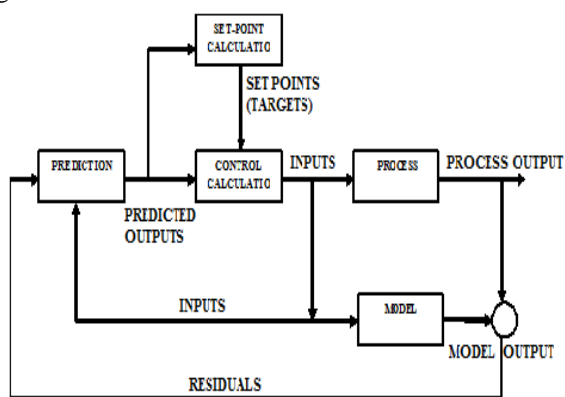 SET-POINT
CALCULATIO
SET POINTS
(TARGETS)
PREDICTION
CONTROL
CALCULATIO
INPUTS
PROCESS
PROCESS OUTPUT
PREDICTED
OUTPUTS
INPUTS
MODEL
MODEL OUTPUT
RESIDUALS